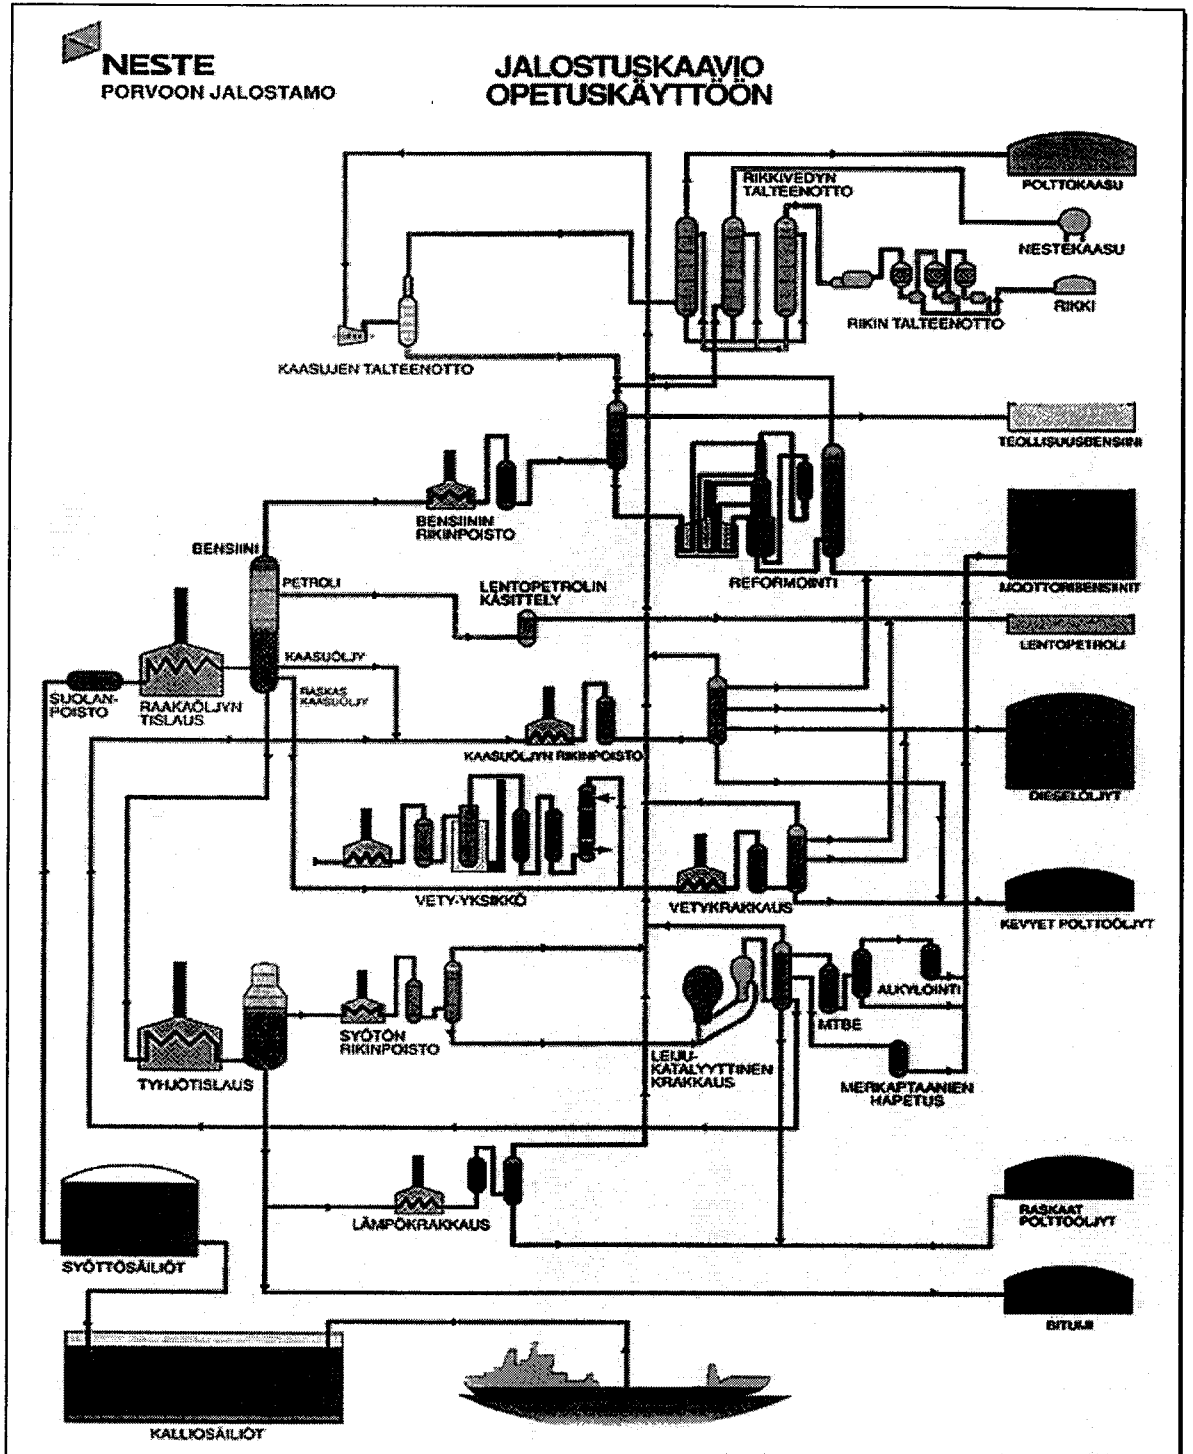 NESTE
PORVOON JALOSTAMO
JALOSTUSKAAVIO
OPETUSKÄYTTÖÖN
RIKKIVEDYN
TALTEENOTTO
POLTTOKAASU
NESTEKAASU
RIKKI
RIKIN TALTEENOTTO
KAASUJEN TALTEENOTTO
TEOLLISUUSBENSIINI
BENSIININ
RIKINPOISTO
BENSIINI
REFORMOINTI
MOOTTORIBENSIINIT
PETROLI
LENTOPETROLIN
KÄSITTELY
LENTOPETROLI
KAASUÖLJY
RASKAS
KAASUÖLJY
SUOLAN-
POISTO
RAAKAÖLJYN
TISLAUS
KAASUÖLJYN RIKINPOISTO
DIESELÖLJYT
VETY-YKSIKKÖ
VETYKRAKKAUS
KEVYET POLTTOÖLJYT
ALKYLOINTI
MTBE
SYÖTÖN
RIKINPOISTO
LEIJU-
KATALYYTTINEN
KRAKKAUS
TYHJÖTISLAUS
MERKAPTAANIEN
HAPETUS
LÄMPÖKRAKKAUS
RASKAAT
POLTTOÖLJYT
SYÖTTÖSÄILIÖT
BITUMI
KALLIOSÄILIÖT